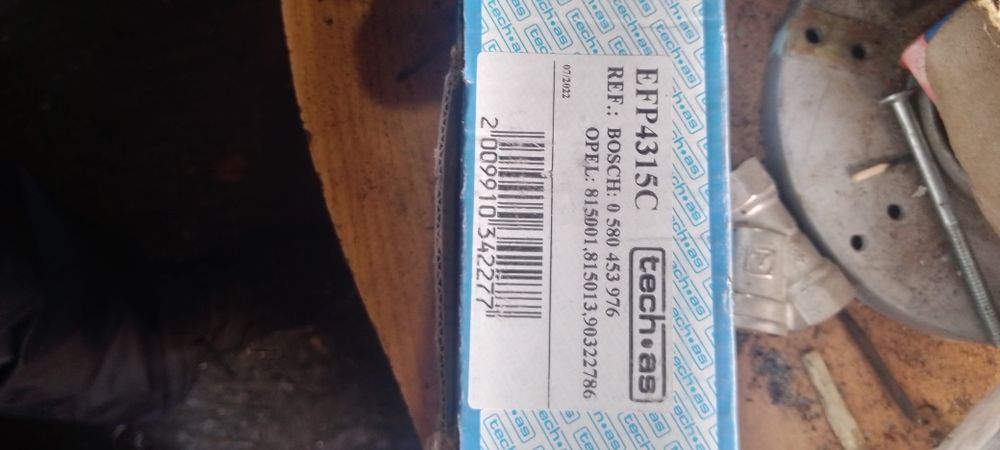 EFP4315C
tech.as
REF.: BOSCH: 0 580 453 976
OPEL: 815001,815013,90322786
07/2022
2 009910 342277